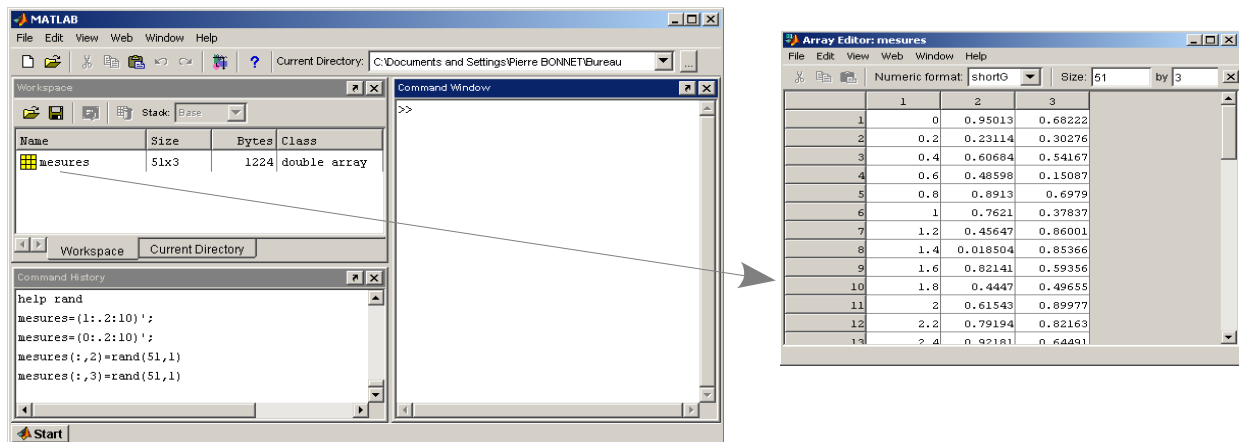 MATLAB
File Edit View Web Window Help
? Current Directory: C:\Documents and Settings\Pierre BONNET\Bureau ...
Workspace
Stack: Base
Name Size Bytes Class
mesures 51x3 1224 double array
Workspace Current Directory
Command History
help rand
mesures=(1:.2:10)';
mesures=(0:.2:10)';
mesures(:,2)=rand(51,1)
mesures(:,3)=rand(51,1)
Start
Command Window
>>
Array Editor: mesures
File Edit View Web Window Help
Numeric format: shortG Size: 51 by 3
1 2 3
1 0 0.95013 0.68222
2 0.2 0.23114 0.30276
3 0.4 0.60684 0.54167
4 0.6 0.48598 0.15087
5 0.8 0.8913 0.6979
6 1 0.7621 0.37837
7 1.2 0.45647 0.86001
8 1.4 0.018504 0.85366
9 1.6 0.82141 0.59356
10 1.8 0.4447 0.49655
11 2 0.61543 0.89977
12 2.2 0.79194 0.82163
13 2.4 0.92181 0.64491